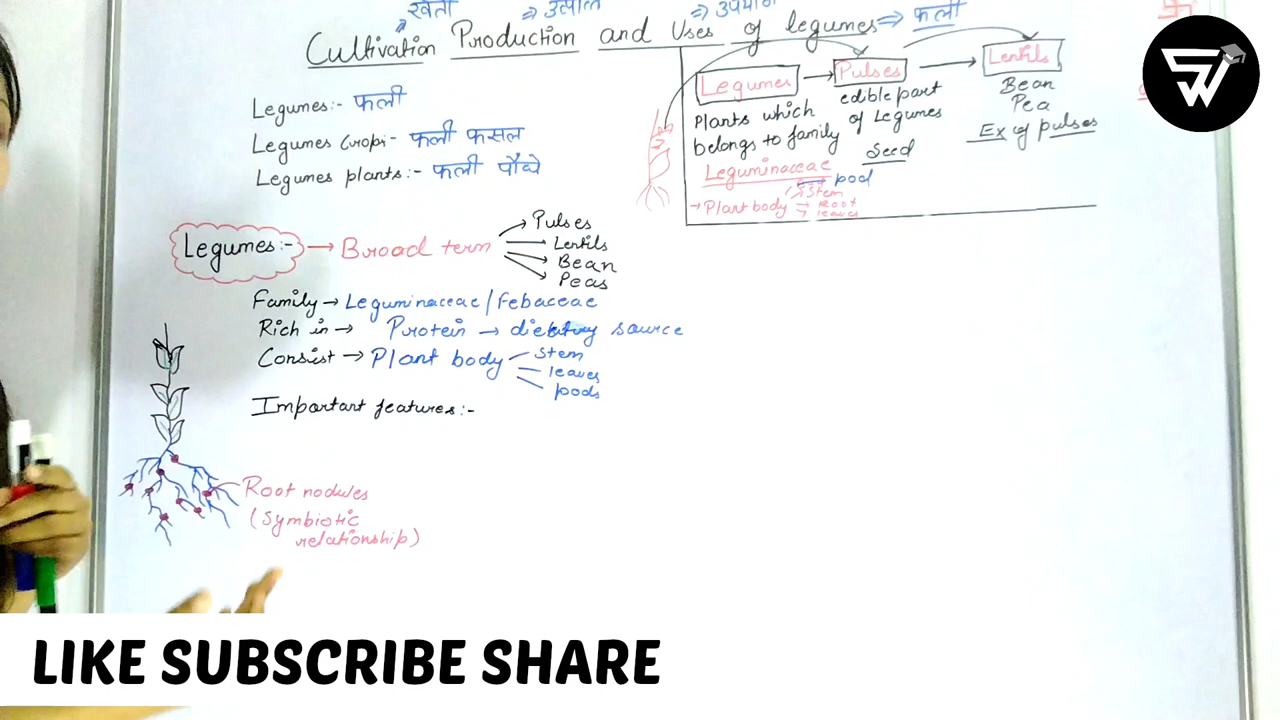 ⇒ खेती ⇒ उत्पादन ⇒ उपयोग
Cultivation Production and Uses of legumes ⇒ फली
Legumes:- फली
Legumes crop:- फली फसल
Legumes plants:- फली पौधे
Legumes → Pulses → Lentils
Plants which belongs to family
Leguminaceae
→ Plant body → Stem
→ Root
→ leaves
pod
edible part
of Legumes
Seed
Bean
Pea
Ex of pulses
Legumes:- → Broad term → Pulses
→ Lentils
→ Bean
→ Peas
Family → Leguminaceae/Febaceae
Rich in → Protein → dietary source
Consist → Plant body stem
leaves
pods
Important features:-
Root nodules
(Symbiotic
relationship)
SW
LIKE SUBSCRIBE SHARE